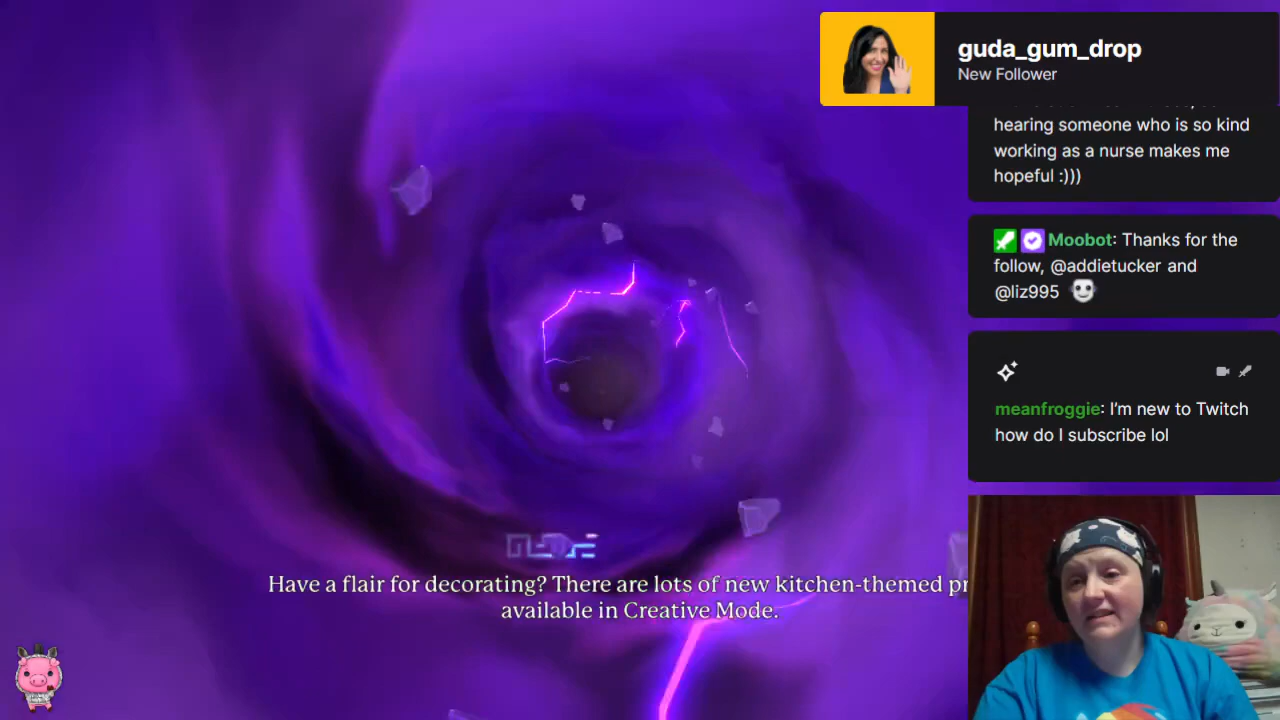 guda_gum_drop
New Follower
hearing someone who is so kind
working as a nurse makes me
hopeful :)))
Moobot: Thanks for the
follow, @addietucker and
@liz995
meanfroggie: I'm new to Twitch
how do I subscribe lol
Have a flair for decorating? There are lots of new kitchen-themed
available in Creative Mode.